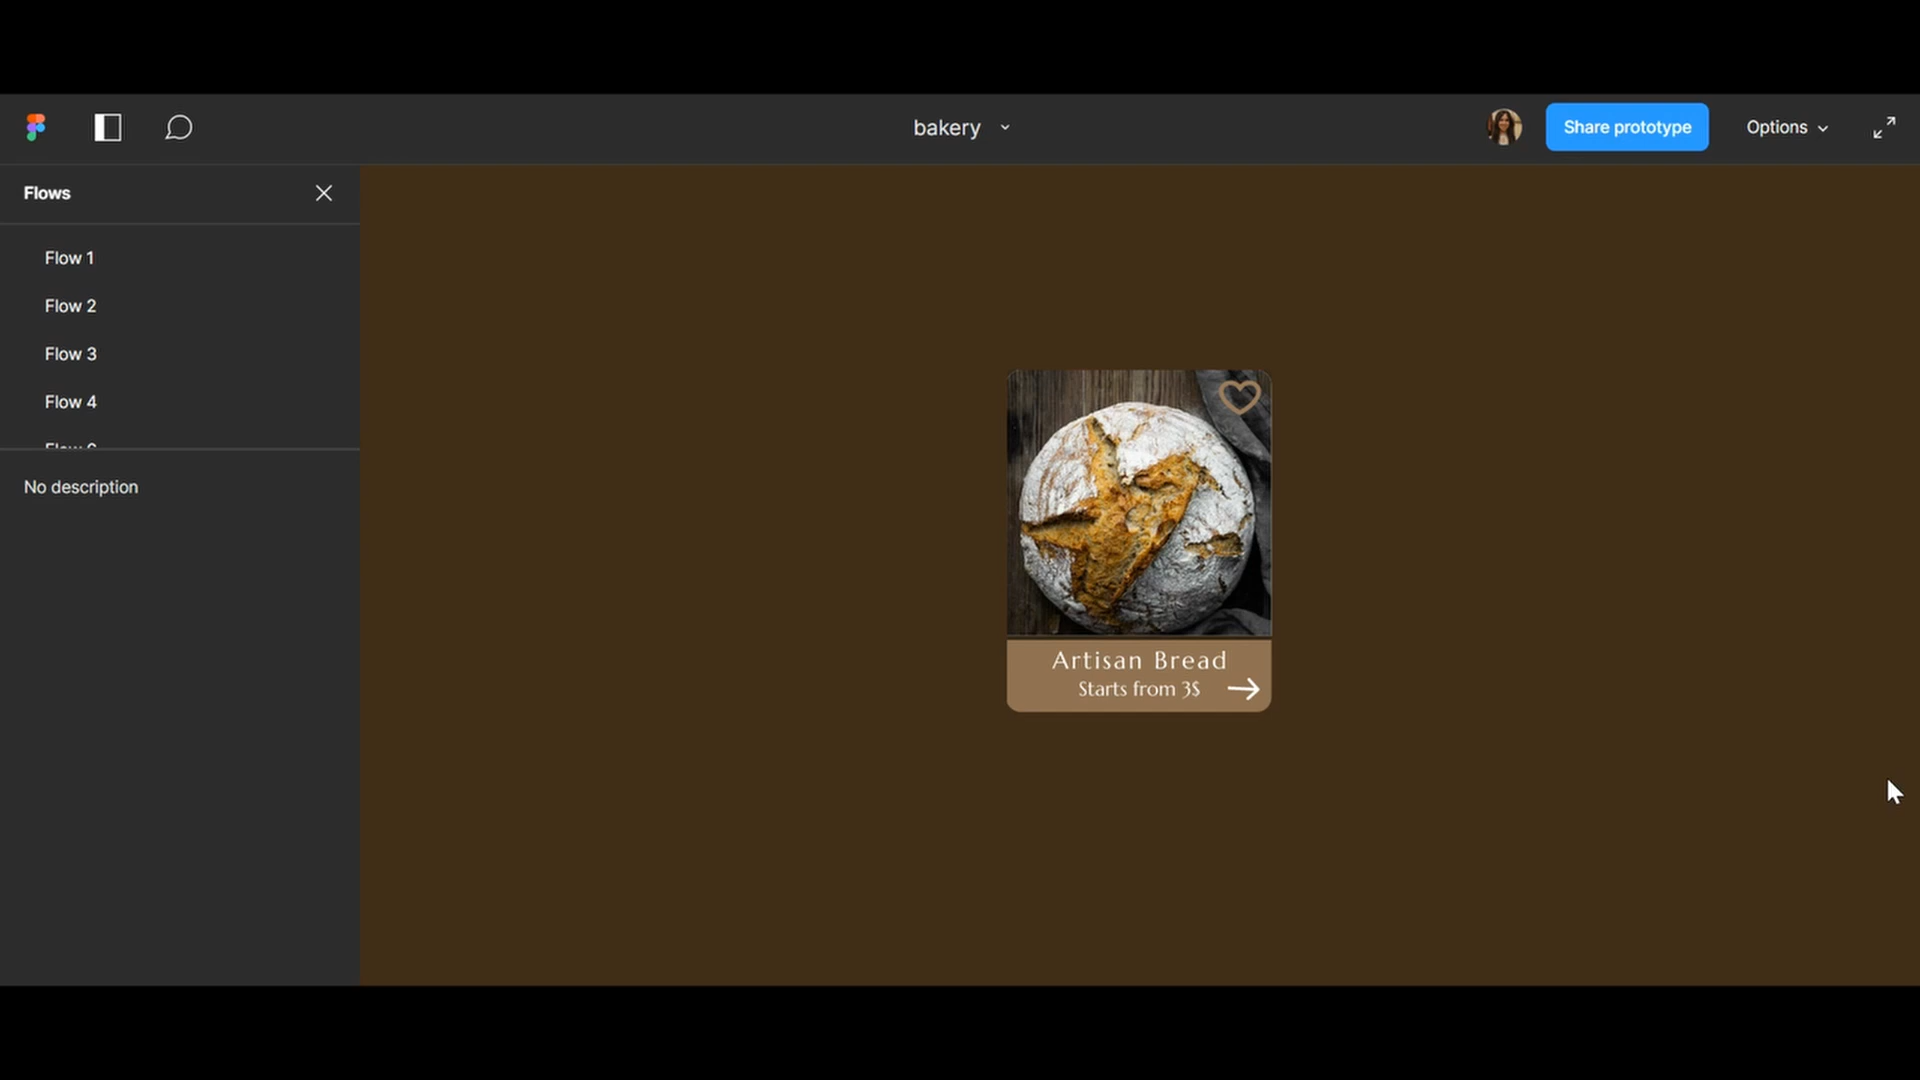 bakery
Share prototype
Options
Flows
Flow 1
Flow 2
Flow 3
Flow 4
No description
Artisan Bread
Starts from 3$